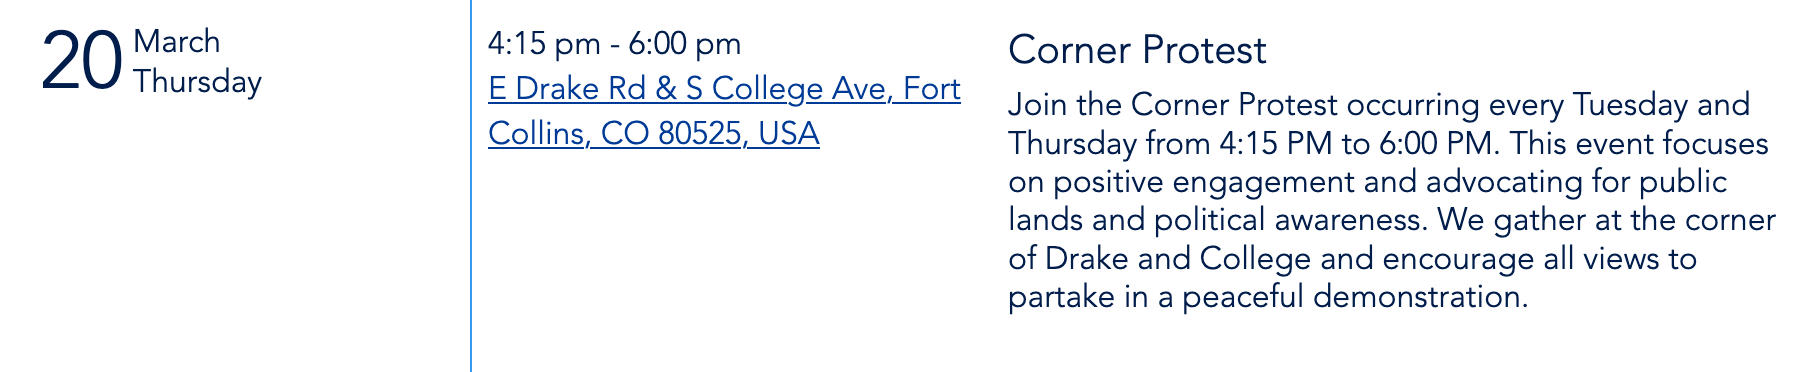 20 March
Thursday
4:15 pm - 6:00 pm
E Drake Rd & S College Ave, Fort
Collins, CO 80525, USA
Corner Protest
Join the Corner Protest occurring every Tuesday and
Thursday from 4:15 PM to 6:00 PM. This event focuses
on positive engagement and advocating for public
lands and political awareness. We gather at the corner
of Drake and College and encourage all views to
partake in a peaceful demonstration.